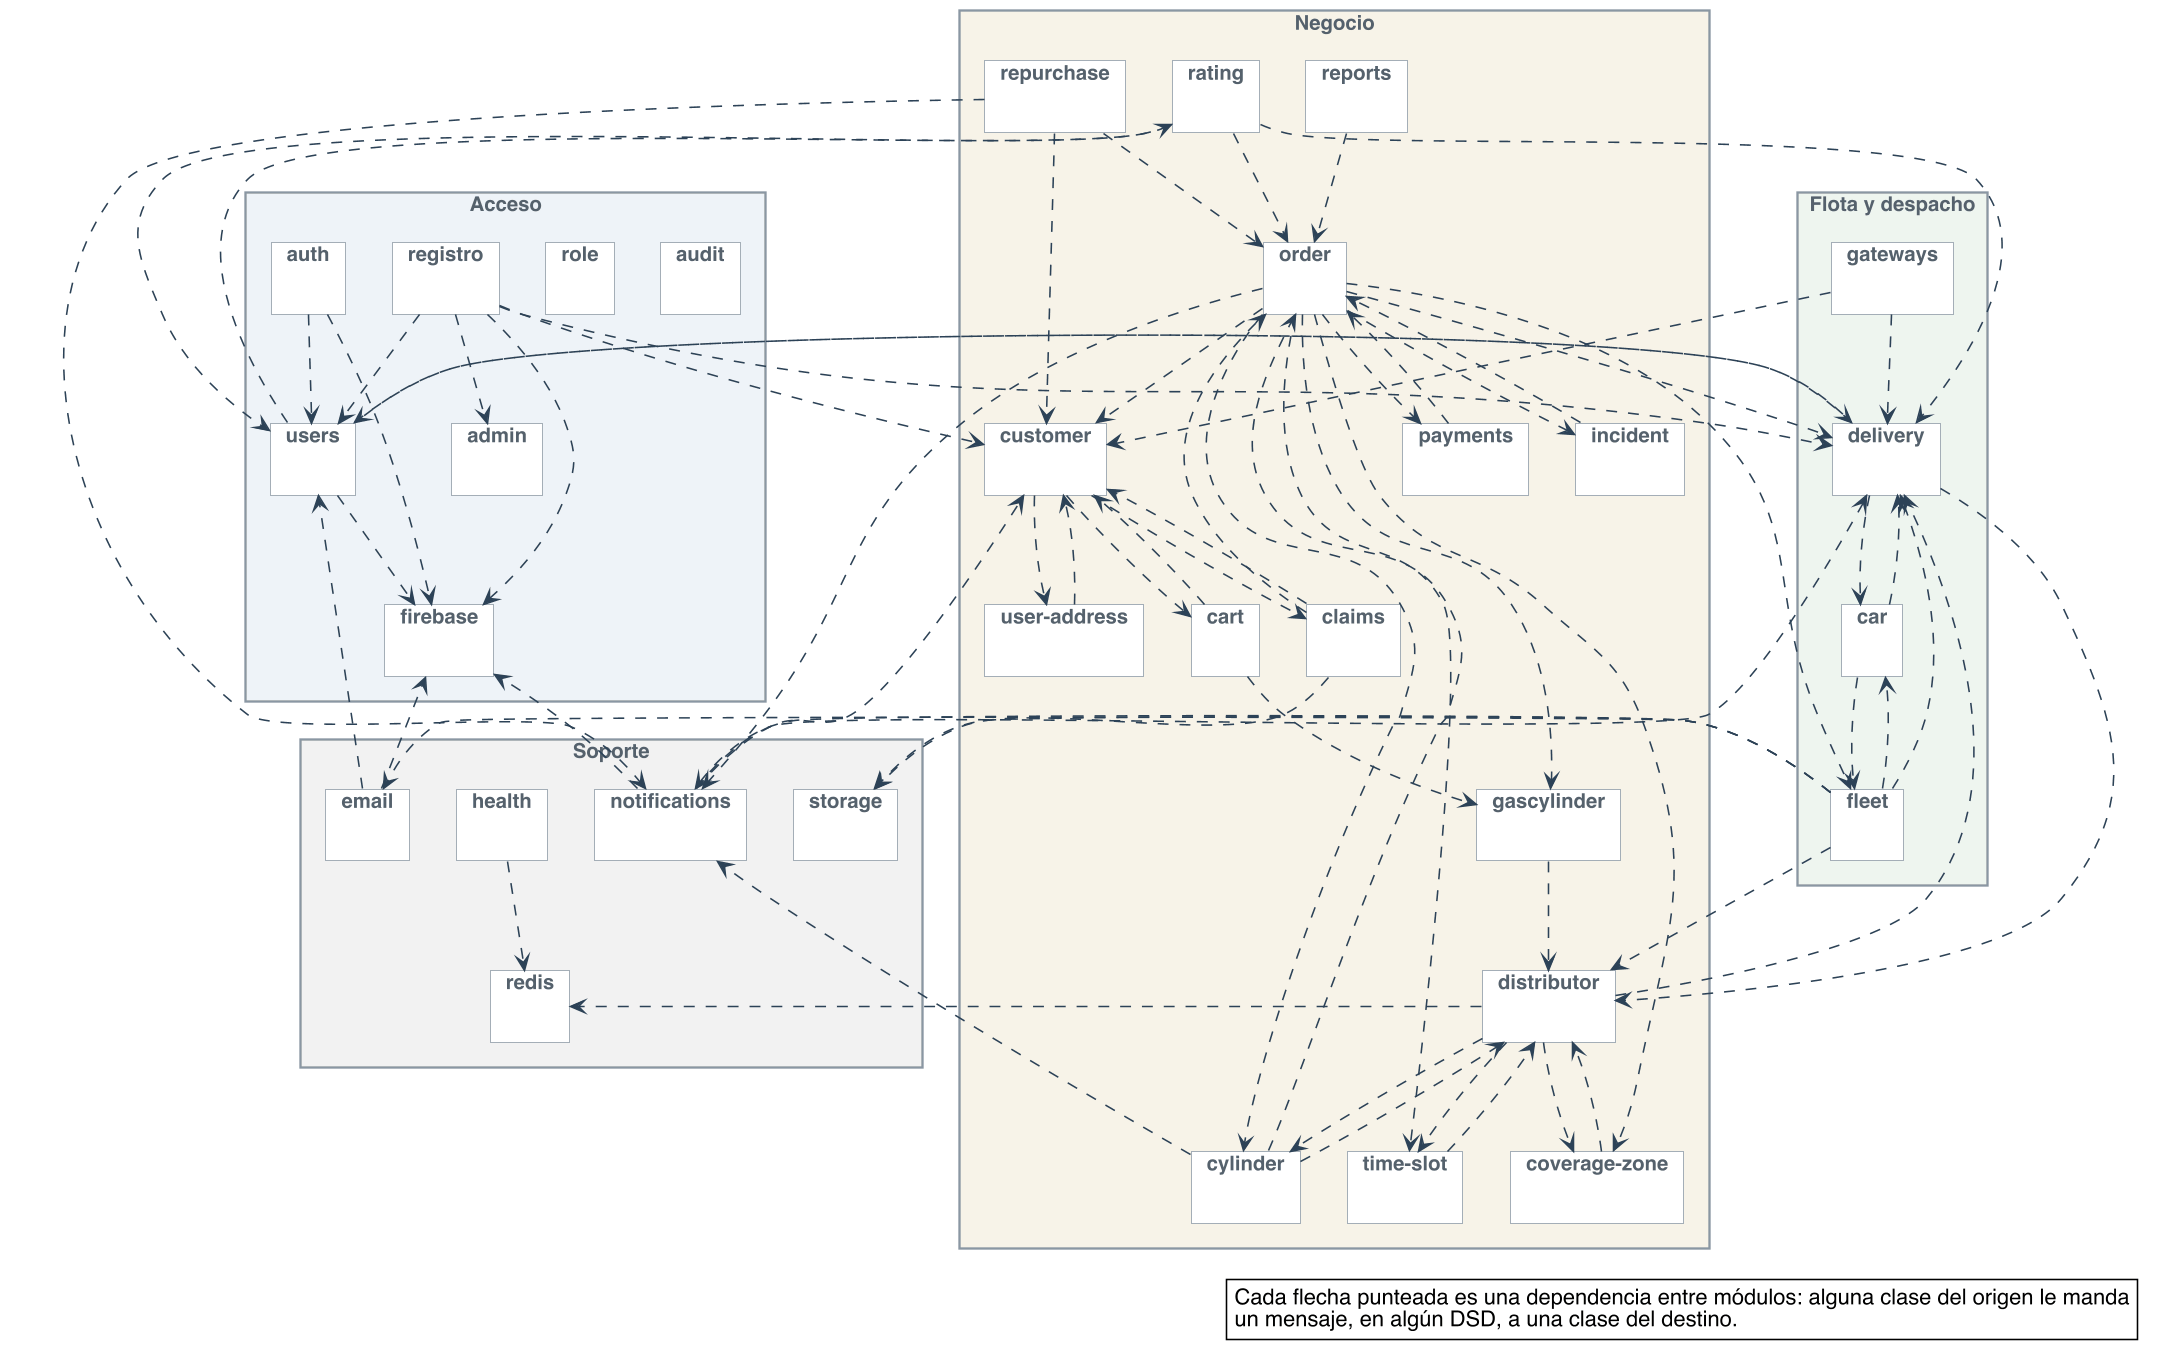 Negocio
repurchase
rating
reports
Acceso
Flota y despacho
auth
registro
role
audit
order
gateways
users
admin
customer
payments
incident
delivery
firebase
user-address
cart
claims
car
Soporte
email
health
notifications
storage
gascylinder
fleet
redis
distributor
cylinder
time-slot
coverage-zone
Cada flecha punteada es una dependencia entre módulos: alguna clase del origen le manda
un mensaje, en algún DSD, a una clase del destino.